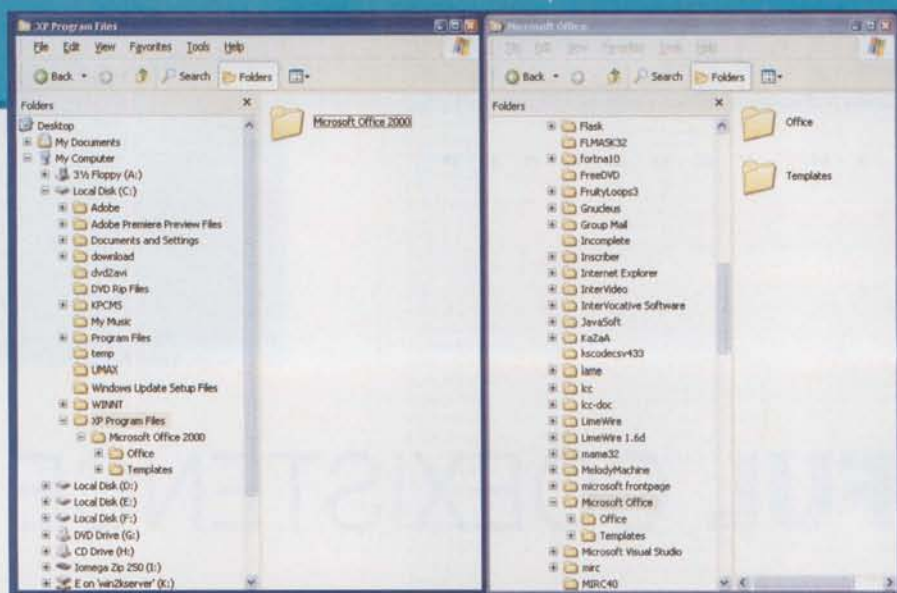 XP Program Files
File Edit View Favorites Tools Help
Back Search Folders
Folders
Desktop
My Documents
My Computer
3½ Floppy (A:)
Local Disk (C:)
Adobe
Adobe Premiere Preview Files
Documents and Settings
download
dvd2avi
DVD Rip Files
KPCMS
My Music
Program Files
temp
UMAX
Windows Update Setup Files
WINNT
XP Program Files
Microsoft Office 2000
Office
Templates
Local Disk (D:)
Local Disk (E:)
Local Disk (F:)
DVD Drive (G:)
CD Drive (H:)
Iomega Zip 250 (I:)
E on 'win2kserver' (K:)
Microsoft Office 2000
Microsoft Office
File Edit View Favorites Tools Help
Back Search Folders
Folders
Flask
FLMASK32
fortna10
FreeDVD
FruityLoops3
Gnucleus
Group Mail
Incomplete
Inscriber
Internet Explorer
InterVideo
InterVocative Software
JavaSoft
KaZaA
kscodecsv433
lame
lcc
lcc-doc
LimeWire
LimeWire 1.6d
mame32
MelodyMachine
microsoft frontpage
Microsoft Office
Office
Templates
Microsoft Visual Studio
mirc
MIRC40
Office
Templates